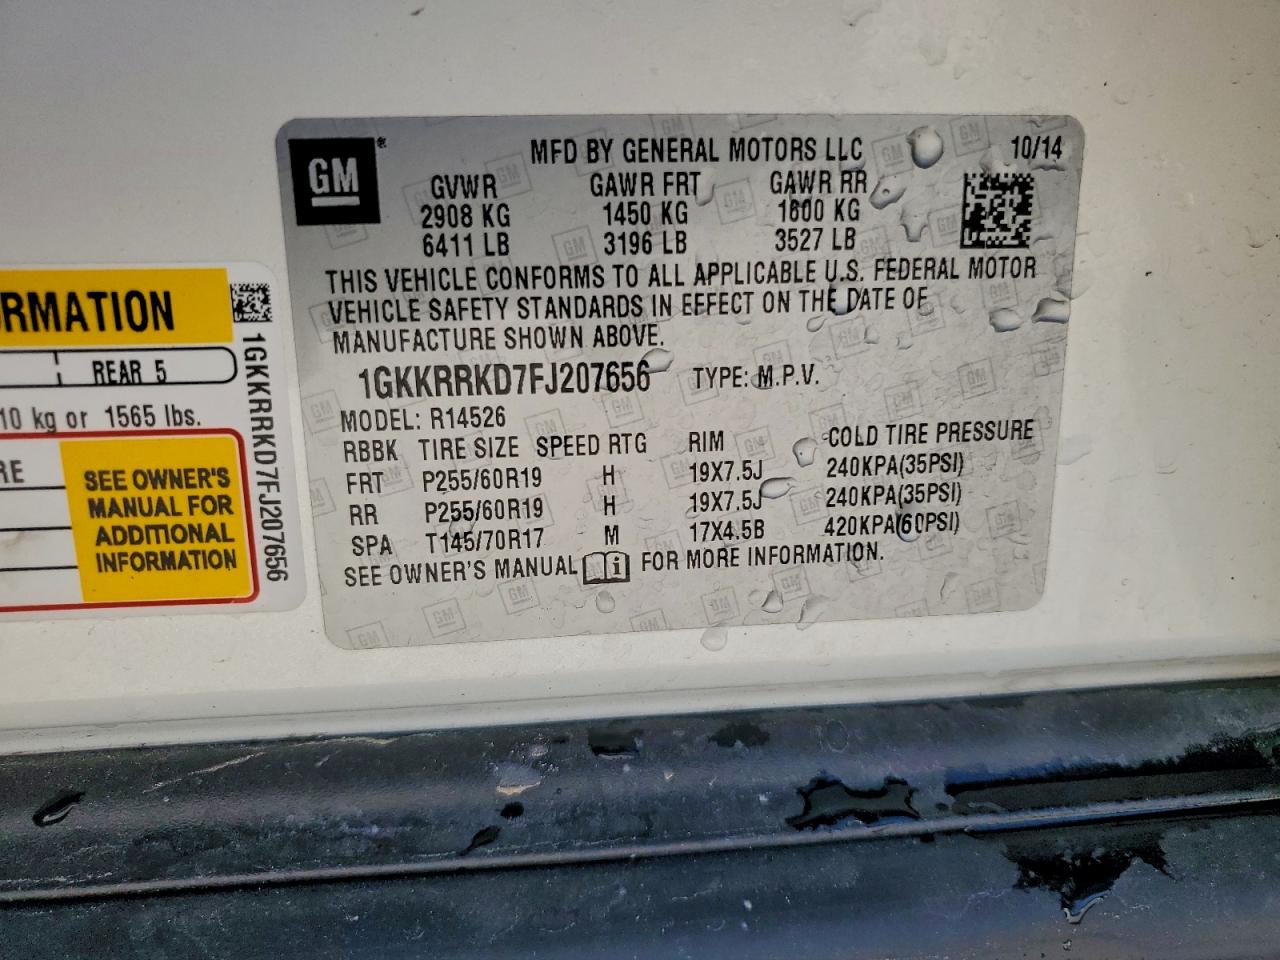 GM
MFD BY GENERAL MOTORS LLC 10/14
GVWR GAWR FRT GAWR RR
2908 KG 1450 KG 1600 KG
6411 LB 3196 LB 3527 LB
THIS VEHICLE CONFORMS TO ALL APPLICABLE U.S. FEDERAL MOTOR
VEHICLE SAFETY STANDARDS IN EFFECT ON THE DATE OF
MANUFACTURE SHOWN ABOVE.
1GKKRRKD7FJ207656 TYPE: M.P.V.
MODEL: R14526
RBBK TIRE SIZE SPEED RTG RIM COLD TIRE PRESSURE
FRT P255/60R19 H 19X7.5J 240KPA(35PSI)
RR P255/60R19 H 19X7.5J 240KPA(35PSI)
SPA T145/70R17 M 17X4.5B 420KPA(60PSI)
SEE OWNER'S MANUAL i FOR MORE INFORMATION.
RMATION
REAR 5
10 kg or 1565 lbs.
RE
SEE OWNER'S
MANUAL FOR
ADDITIONAL
INFORMATION
1GKKRRKD7FJ207656